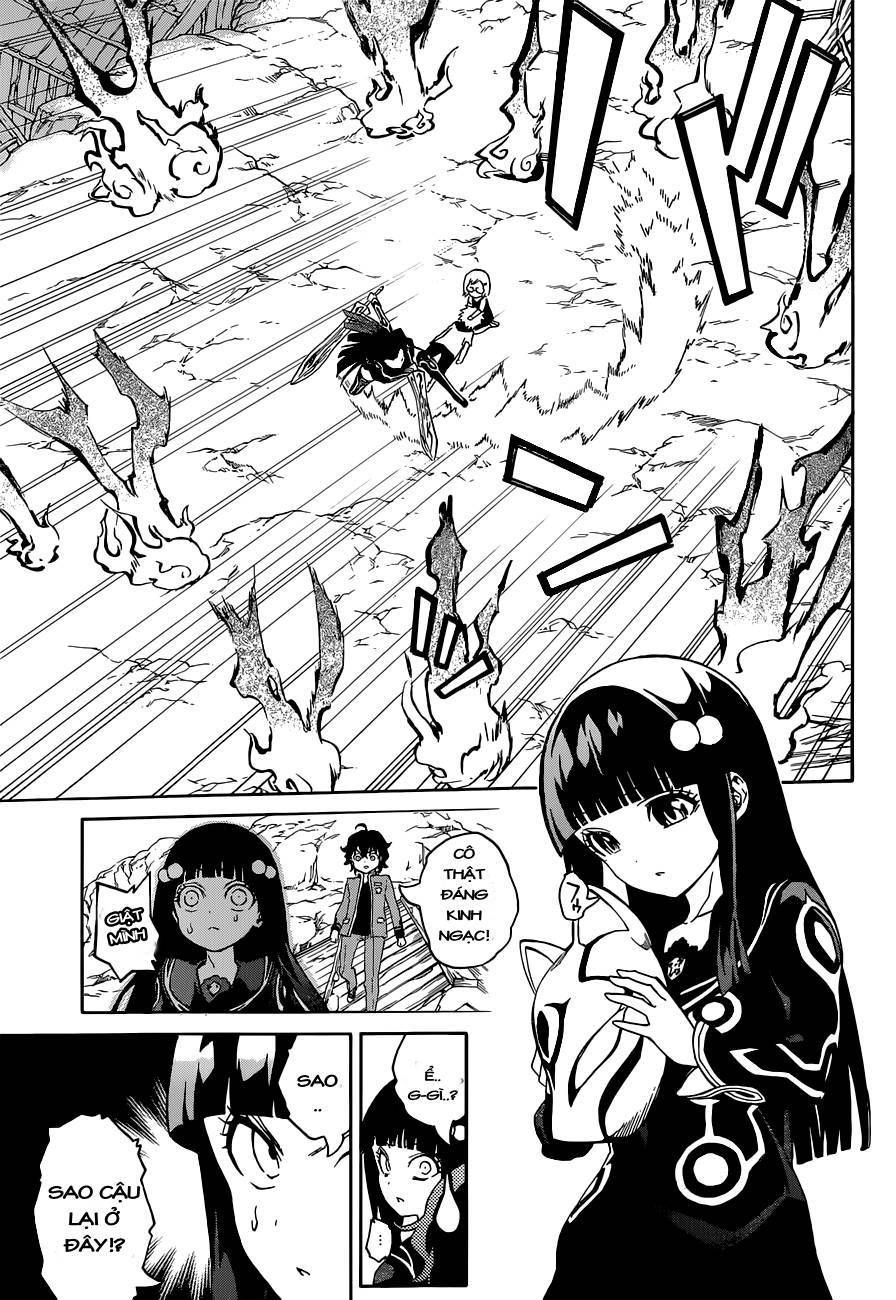 CÔ
THẬT
ĐÁNG
KINH
NGẠC!
GIẬT
MÌNH
Ể..
G-GÌ..?
...
SAO
..
SAO CẬU
LẠI Ở
ĐÂY!?